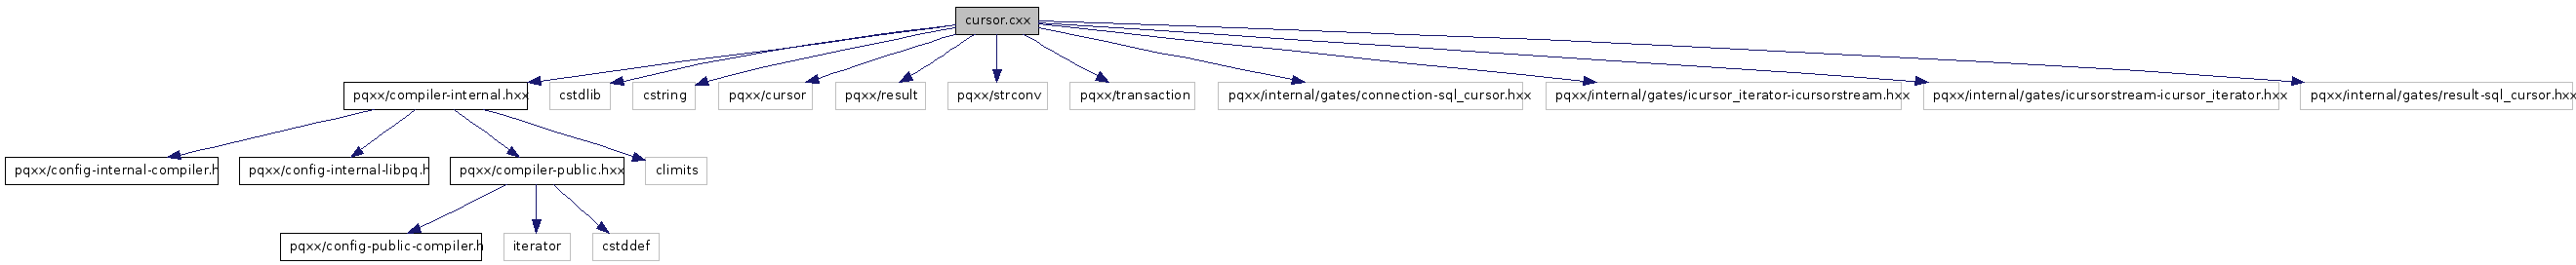 cursor.cxx
pqxx/compiler-internal.hxx
cstdlib
cstring
pqxx/cursor
pqxx/result
pqxx/strconv
pqxx/transaction
pqxx/internal/gates/connection-sql_cursor.hxx
pqxx/internal/gates/icursor_iterator-icursorstream.hxx
pqxx/internal/gates/icursorstream-icursor_iterator.hxx
pqxx/internal/gates/result-sql_cursor.hxx
pqxx/config-internal-compiler.h
pqxx/config-internal-libpq.h
pqxx/compiler-public.hxx
climits
pqxx/config-public-compiler.h
iterator
cstddef